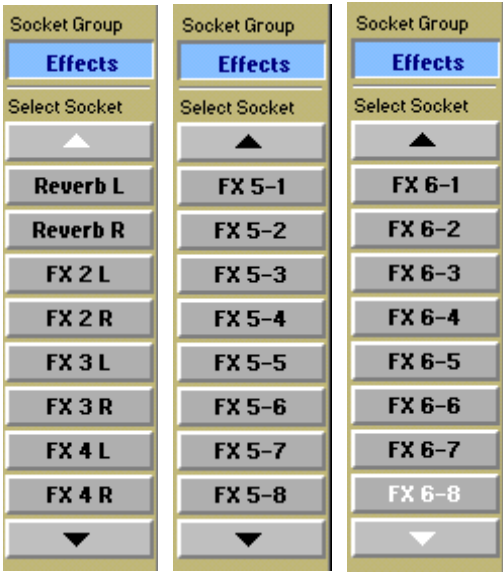 Socket Group
Effects
Select Socket
Reverb L
Reverb R
FX 2 L
FX 2 R
FX 3 L
FX 3 R
FX 4 L
FX 4 R
Socket Group
Effects
Select Socket
FX 5-1
FX 5-2
FX 5-3
FX 5-4
FX 5-5
FX 5-6
FX 5-7
FX 5-8
Socket Group
Effects
Select Socket
FX 6-1
FX 6-2
FX 6-3
FX 6-4
FX 6-5
FX 6-6
FX 6-7
FX 6-8